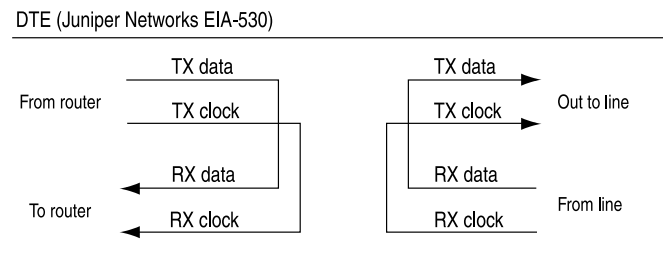 DTE (Juniper Networks EIA-530)
TX data
TX data
From router
TX clock
TX clock
Out to line
RX data
RX data
To router
From line
RX clock
RX clock